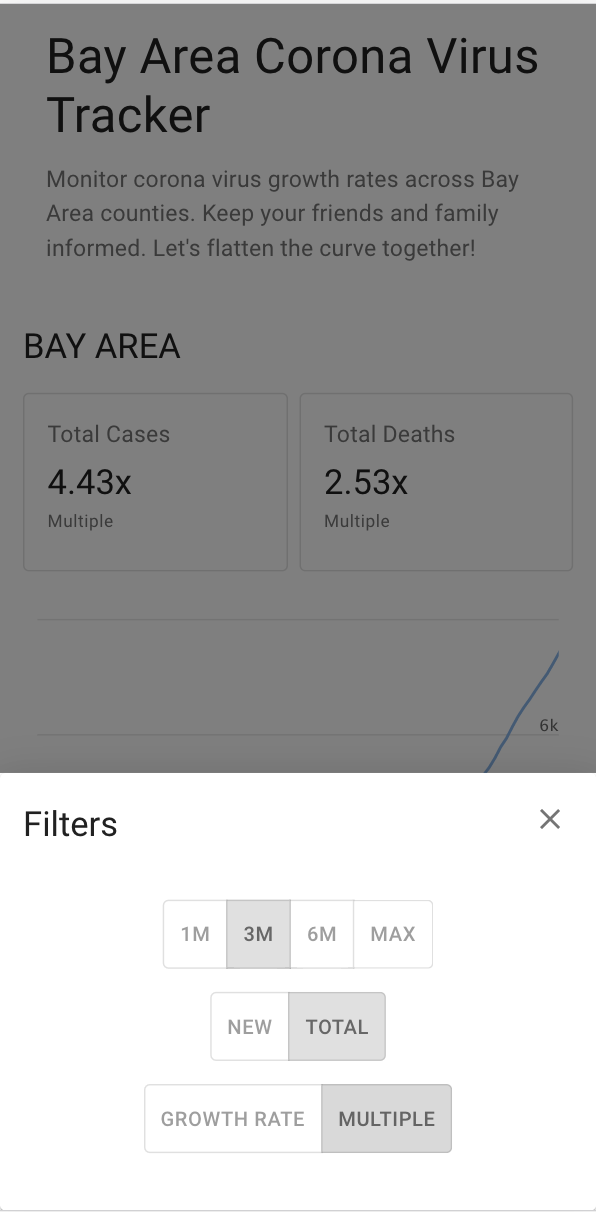 Bay Area Corona Virus
Tracker
Monitor corona virus growth rates across Bay
Area counties. Keep your friends and family
informed. Let's flatten the curve together!
BAY AREA
Total Cases
4.43x
Multiple
Total Deaths
2.53x
Multiple
6k
Filters
1M 3M 6M MAX
NEW TOTAL
GROWTH RATE MULTIPLE